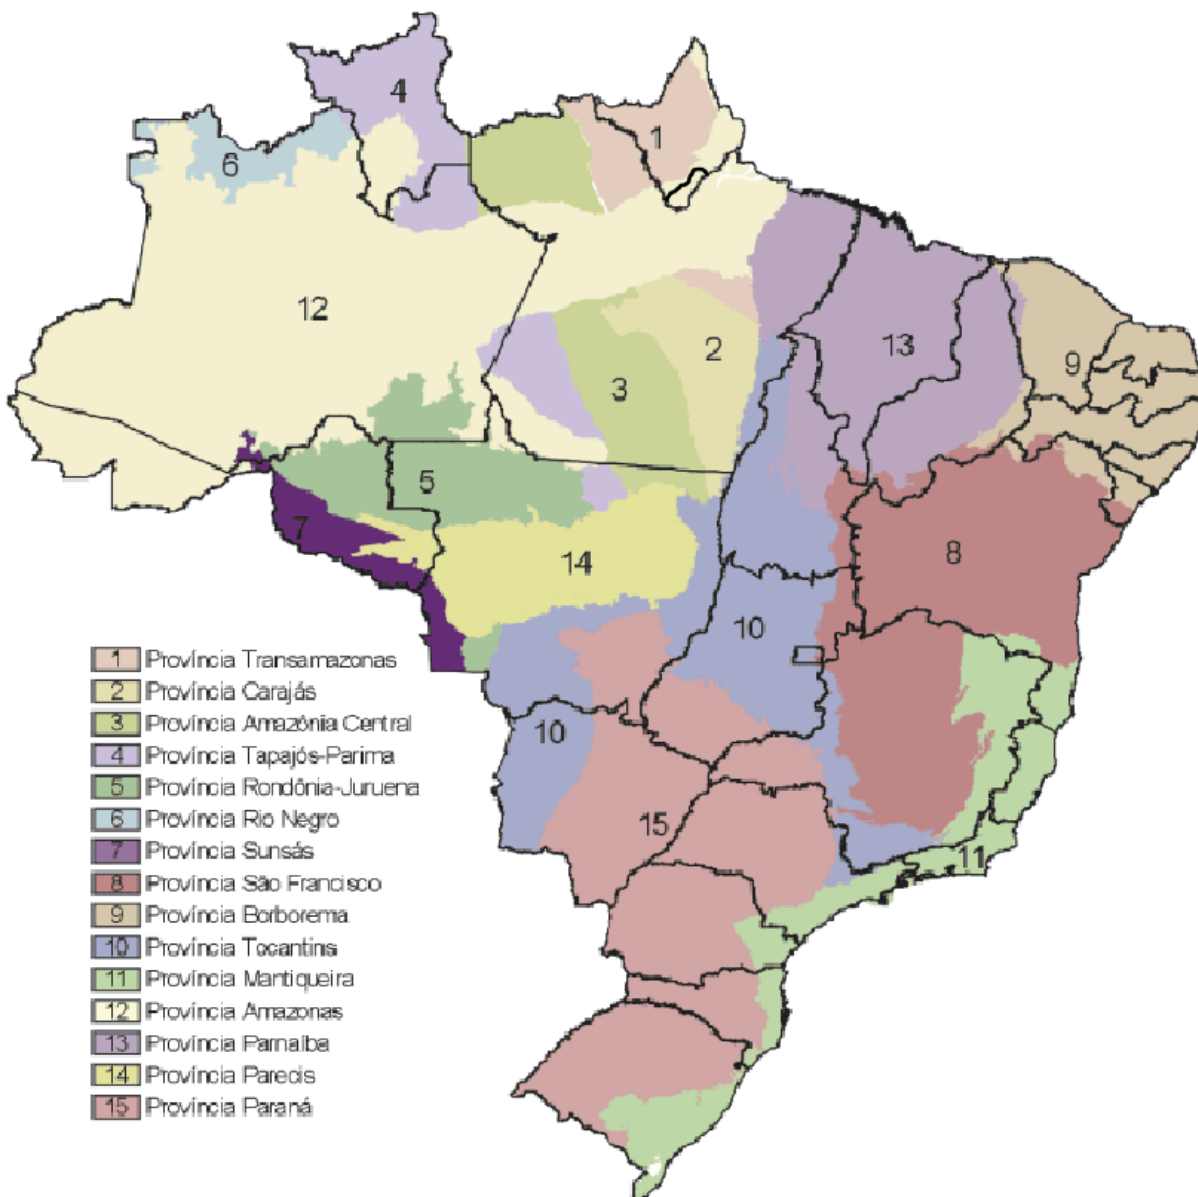 4
1
6
12
13
2
9
3
5
7
8
14
10
10
15
11
1 Província Transamazonas
2 Província Carajás
3 Província Amazônia Central
4 Província Tapajós-Parima
5 Província Rondônia-Juruena
6 Província Rio Negro
7 Província Sunsás
8 Província São Francisco
9 Província Borborema
10 Província Tocantins
11 Província Mantiqueira
12 Província Amazonas
13 Província Parnaíba
14 Província Parecis
15 Província Paraná